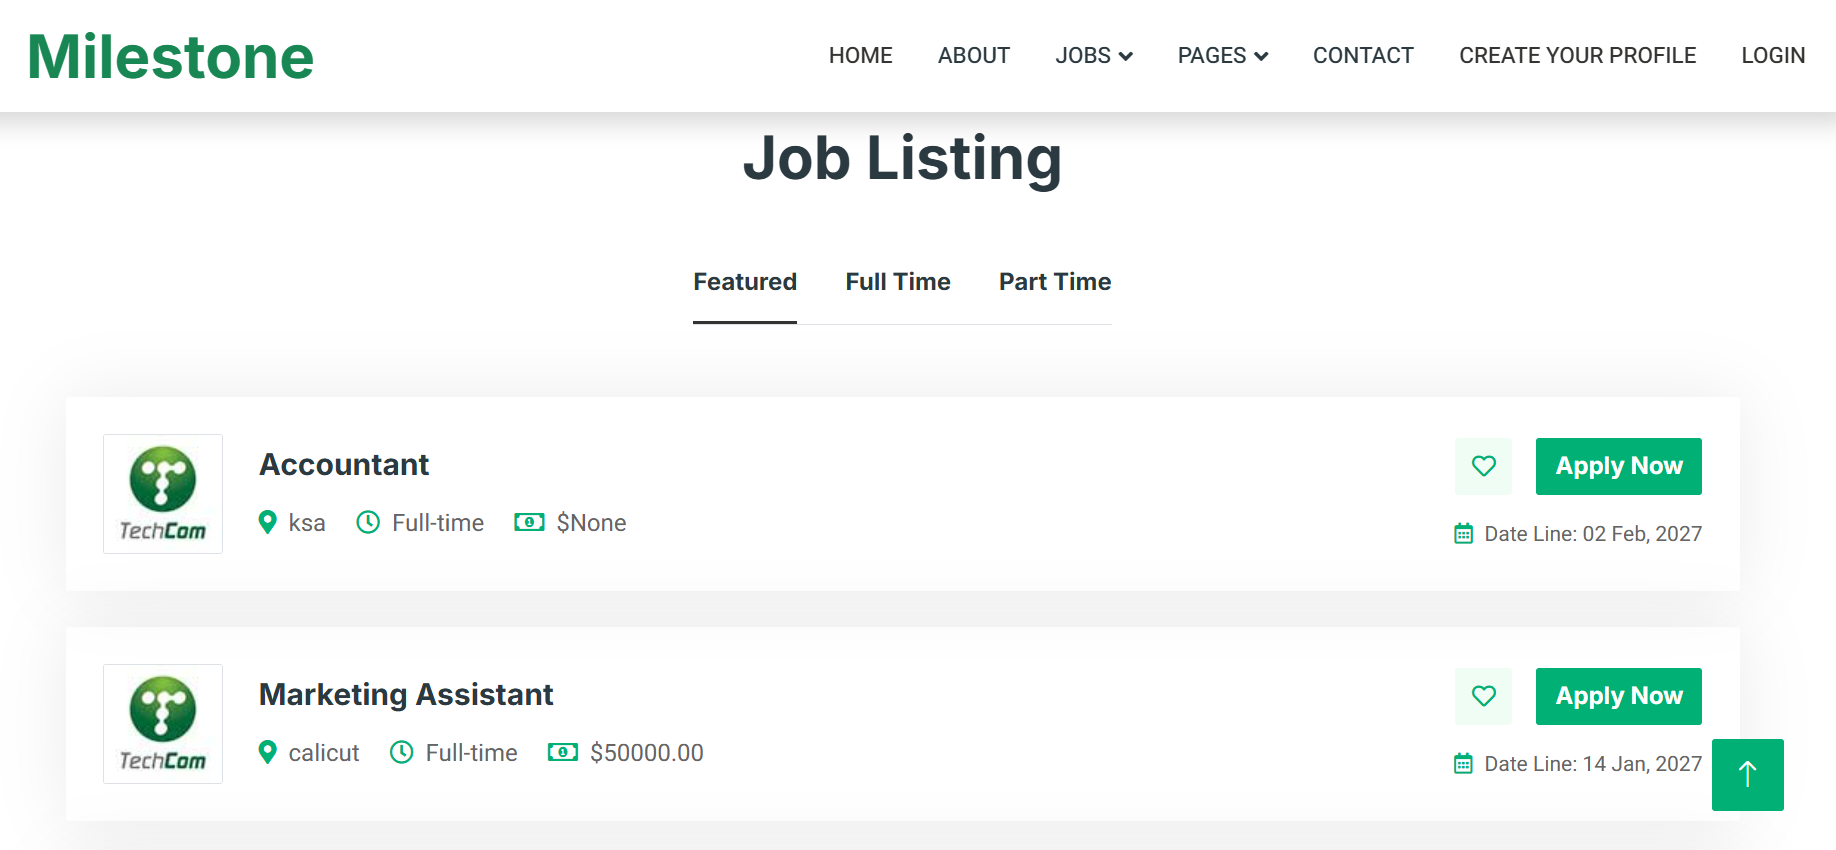 Milestone
HOME ABOUT JOBS PAGES CONTACT CREATE YOUR PROFILE LOGIN
Job Listing
Featured Full Time Part Time
TechCom
Accountant
ksa Full-time $None
Apply Now
Date Line: 02 Feb, 2027
TechCom
Marketing Assistant
calicut Full-time $50000.00
Apply Now
Date Line: 14 Jan, 2027